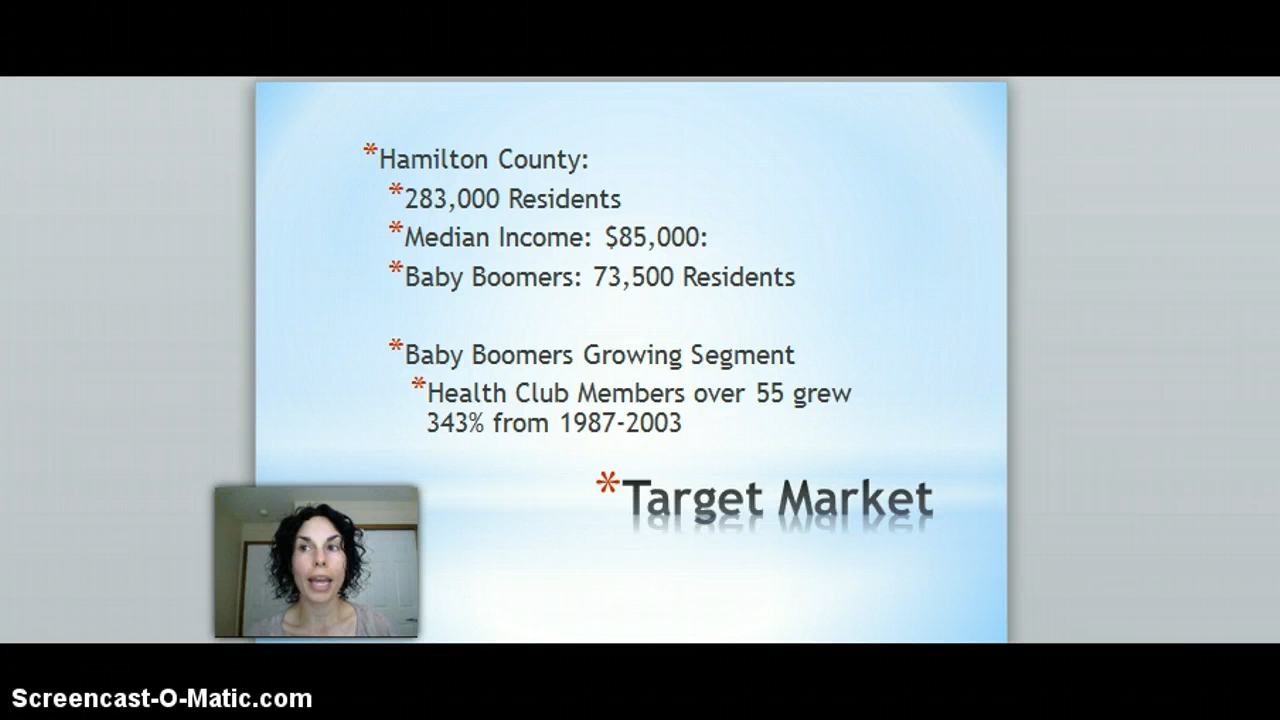 *Hamilton County:
*283,000 Residents
*Median Income: $85,000:
*Baby Boomers: 73,500 Residents
*Baby Boomers Growing Segment
*Health Club Members over 55 grew
343% from 1987-2003
*Target Market
Screencast-O-Matic.com